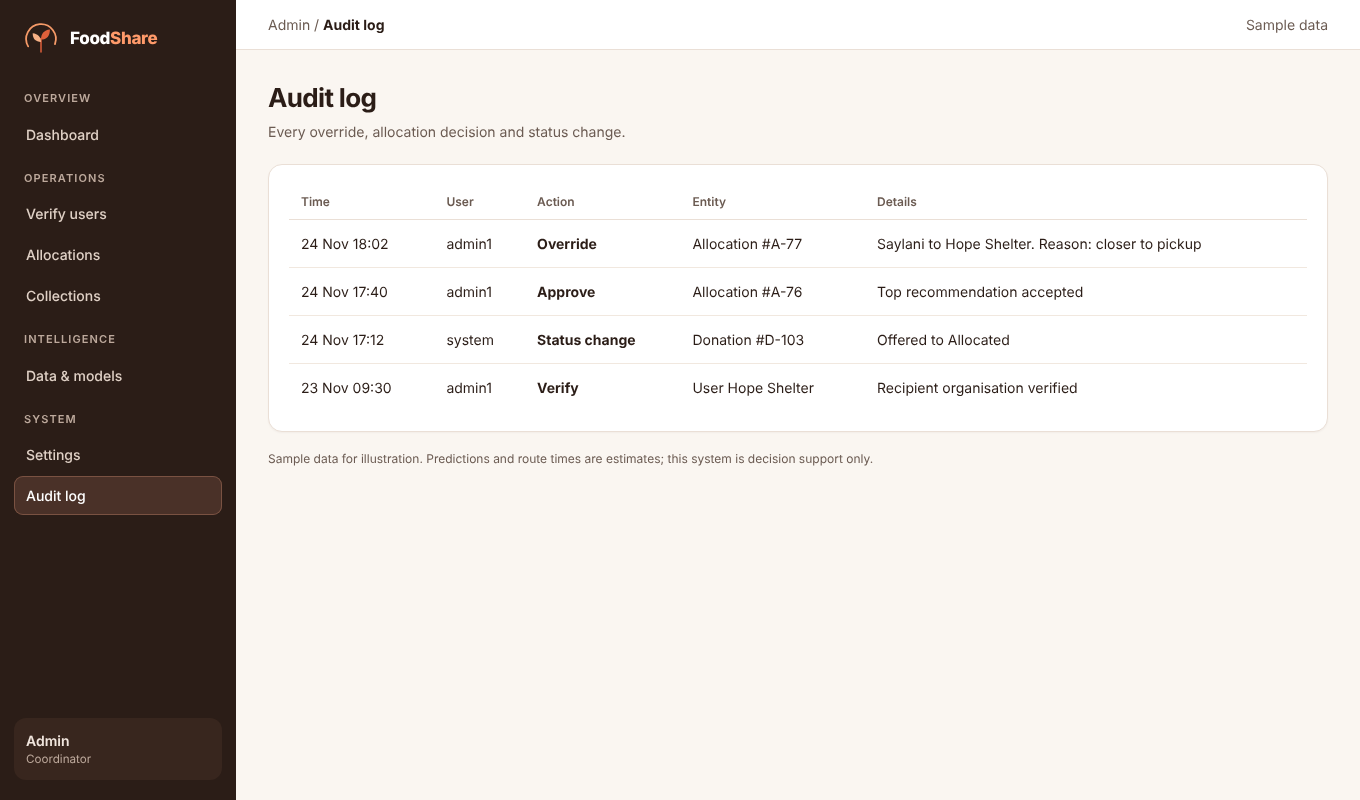 FoodShare
OVERVIEW
Dashboard
OPERATIONS
Verify users
Allocations
Collections
INTELLIGENCE
Data & models
SYSTEM
Settings
Audit log
Admin
Coordinator
Admin / Audit log
Sample data
Audit log
Every override, allocation decision and status change.
Time User Action Entity Details
24 Nov 18:02 admin1 Override Allocation #A-77 Saylani to Hope Shelter. Reason: closer to pickup
24 Nov 17:40 admin1 Approve Allocation #A-76 Top recommendation accepted
24 Nov 17:12 system Status change Donation #D-103 Offered to Allocated
23 Nov 09:30 admin1 Verify User Hope Shelter Recipient organisation verified
Sample data for illustration. Predictions and route times are estimates; this system is decision support only.